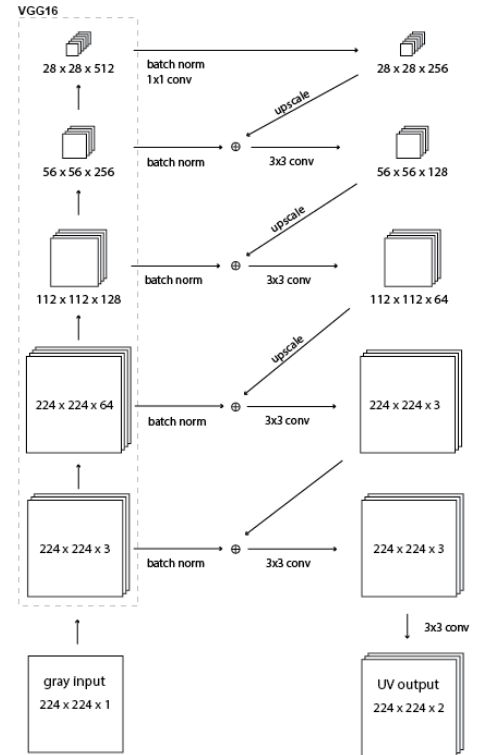 VGG16
28 x 28 x 512
batch norm
1x1 conv
28 x 28 x 256
upscale
56 x 56 x 256
batch norm
⊕
3x3 conv
56 x 56 x 128
upscale
112 x 112 x 128
batch norm
⊕
3x3 conv
112 x 112 x 64
upscale
224 x 224 x 64
batch norm
⊕
3x3 conv
224 x 224 x 3
224 x 224 x 3
batch norm
⊕
3x3 conv
224 x 224 x 3
3x3 conv
gray input
224 x 224 x 1
UV output
224 x 224 x 2